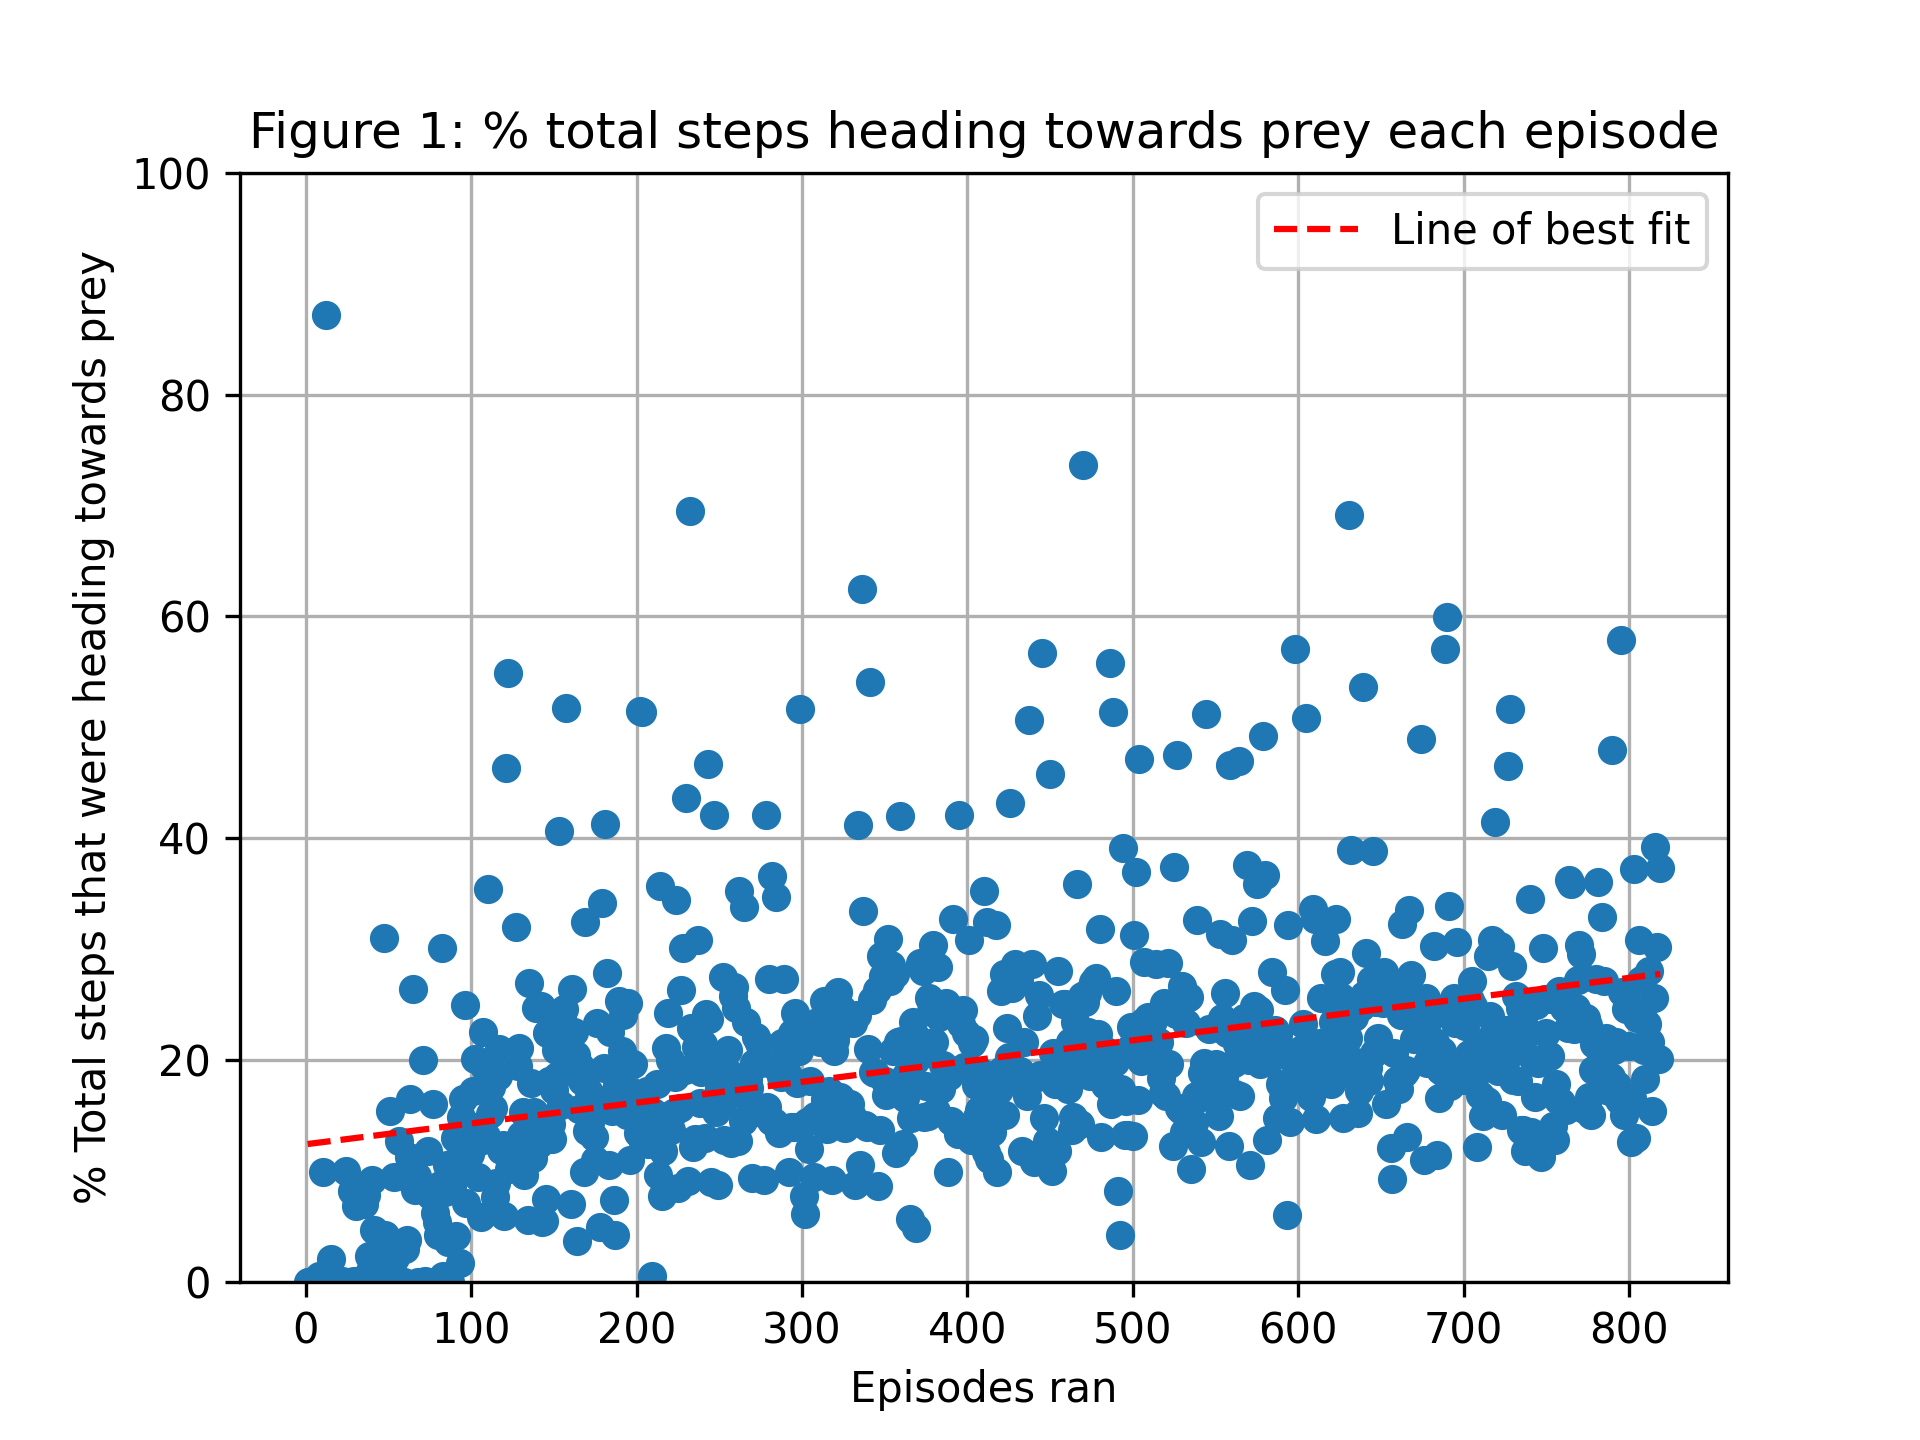 Figure 1: % total steps heading towards prey each episode
100
80
60
40
20
0
% Total steps that were heading towards prey
Line of best fit
0 100 200 300 400 500 600 700 800
Episodes ran